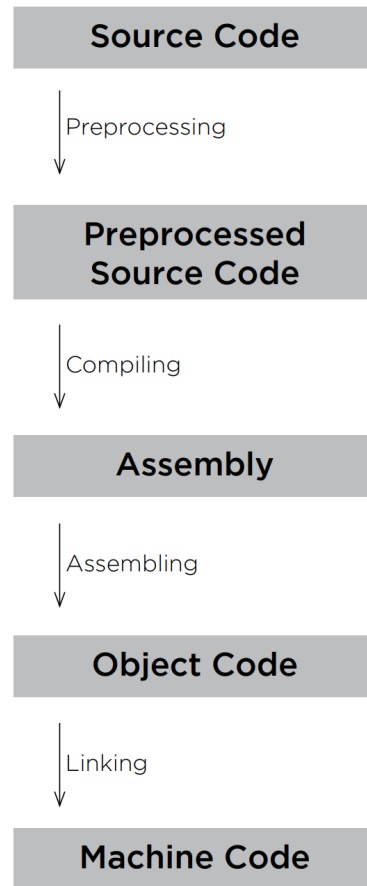 Source Code
Preprocessing
Preprocessed
Source Code
Compiling
Assembly
Assembling
Object Code
Linking
Machine Code